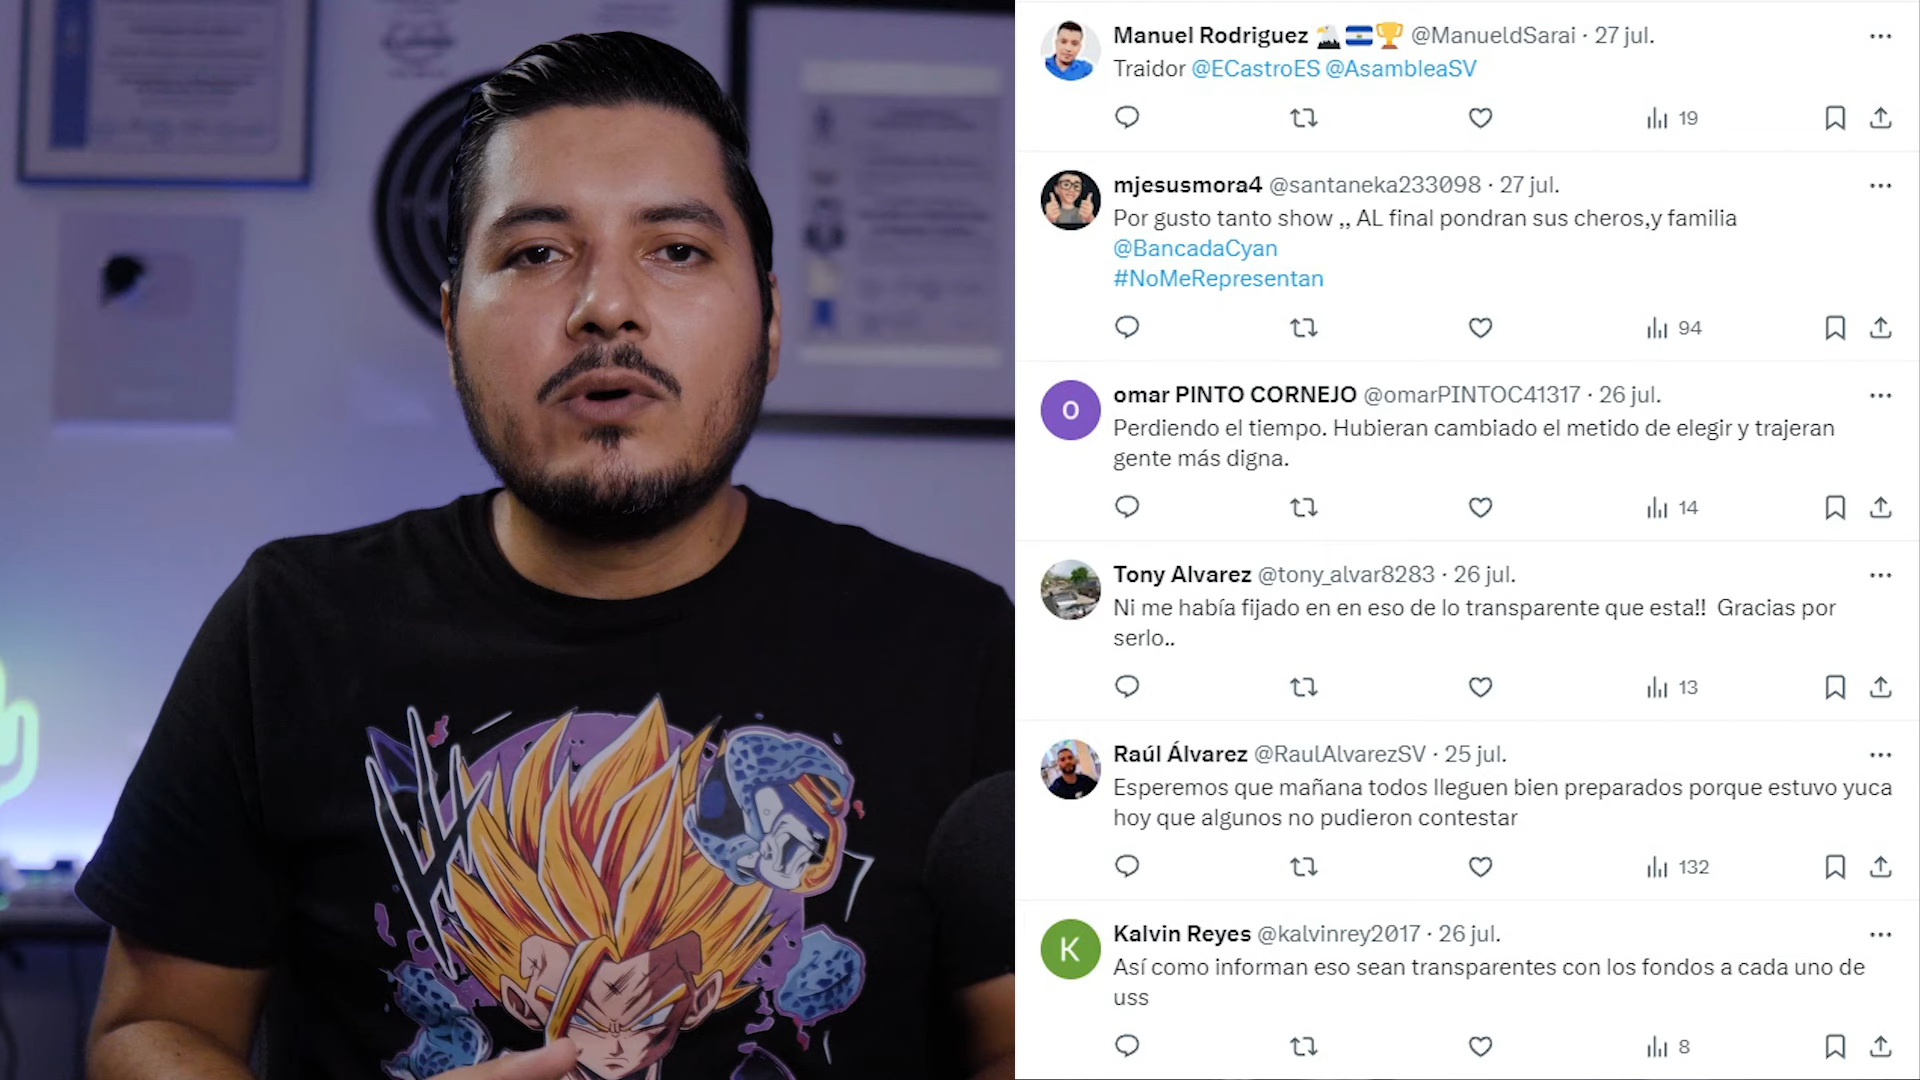 Manuel Rodriguez 🦅🇸🇻🏆 @ManueldSarai · 27 jul.
Traidor @ECastroES @AsambleaSV
19
mjesusmora4 @santaneka233098 · 27 jul.
Por gusto tanto show ,, AL final pondran sus cheros,y familia
@BancadaCyan
#NoMeRepresentan
94
O
omar PINTO CORNEJO @omarPINTOC41317 · 26 jul.
Perdiendo el tiempo. Hubieran cambiado el metido de elegir y trajeran
gente más digna.
14
Tony Alvarez @tony_alvar8283 · 26 jul.
Ni me había fijado en en eso de lo transparente que esta!! Gracias por
serlo..
13
Raúl Álvarez @RaulAlvarezSV · 25 jul.
Esperemos que mañana todos lleguen bien preparados porque estuvo yuca
hoy que algunos no pudieron contestar
132
K
Kalvin Reyes @kalvinrey2017 · 26 jul.
Así como informan eso sean transparentes con los fondos a cada uno de
uss
8